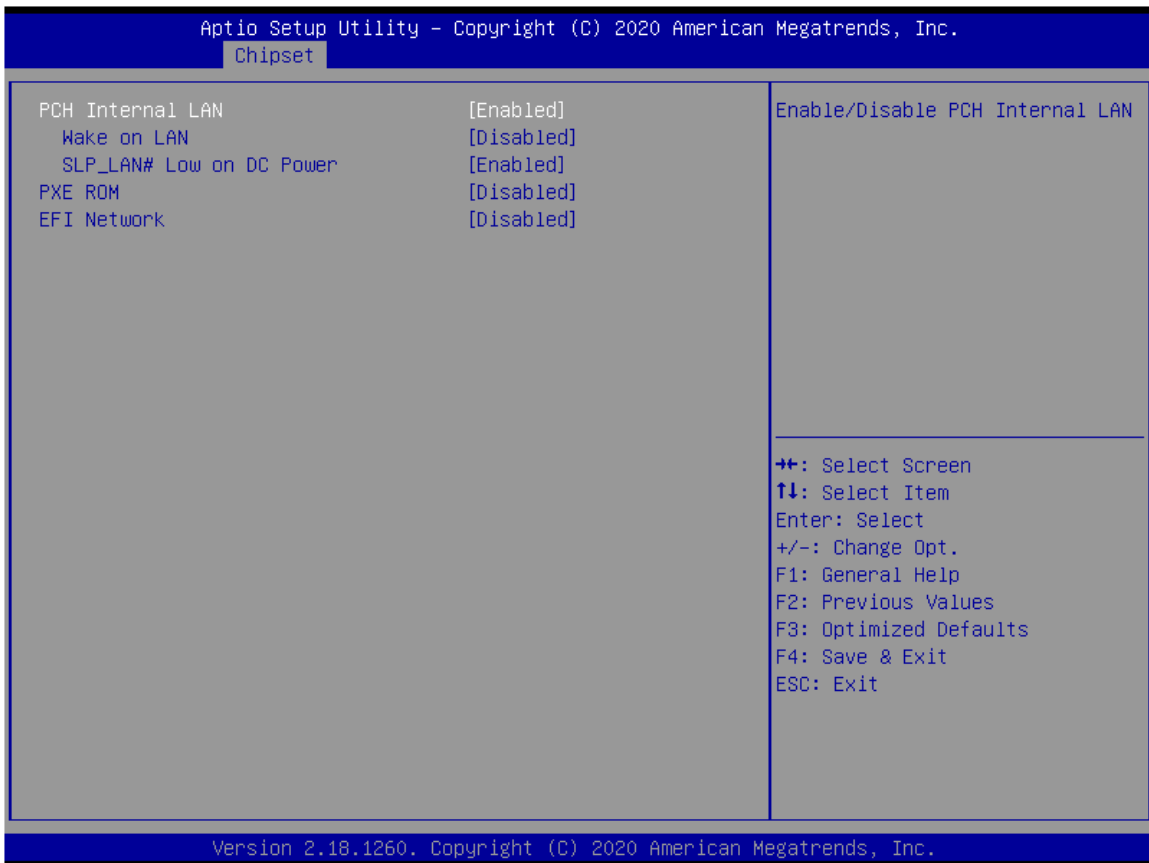 Aptio Setup Utility – Copyright (C) 2020 American Megatrends, Inc.
Chipset
PCH Internal LAN [Enabled]
Wake on LAN [Disabled]
SLP_LAN# Low on DC Power [Enabled]
PXE ROM [Disabled]
EFI Network [Disabled]
Enable/Disable PCH Internal LAN
→←: Select Screen
↑↓: Select Item
Enter: Select
+/-: Change Opt.
F1: General Help
F2: Previous Values
F3: Optimized Defaults
F4: Save & Exit
ESC: Exit
Version 2.18.1260. Copyright (C) 2020 American Megatrends, Inc.